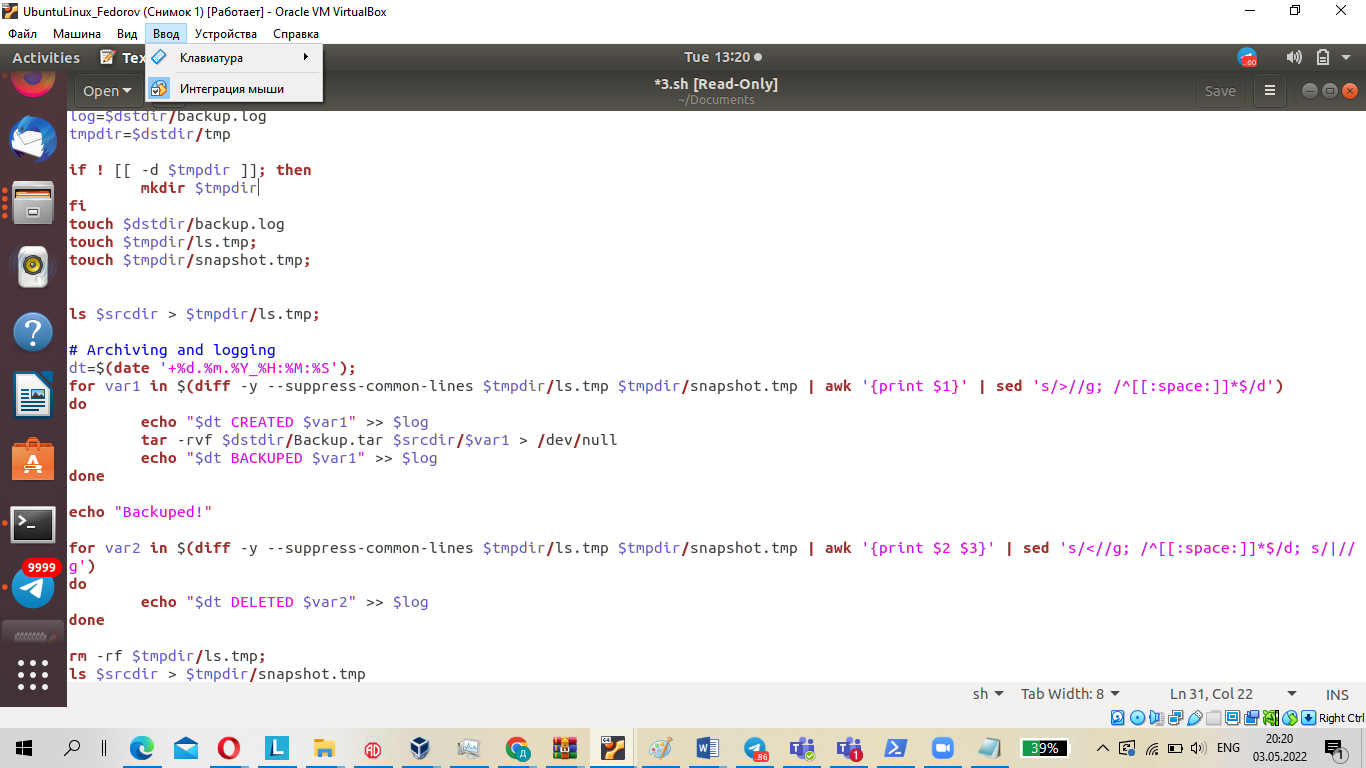 UbuntuLinux_Fedorov (Снимок 1) [Работает] - Oracle VM VirtualBox
Файл Машина Вид Ввод Устройства Справка
Activities Tex Tue 13:20
.60
Клавиатура
Интеграция мыши
Open
*3.sh [Read-Only]
~/Documents
Save
log=$dstdir/backup.log
tmpdir=$dstdir/tmp
if ! [[ -d $tmpdir ]]; then
mkdir $tmpdir
fi
touch $dstdir/backup.log
touch $tmpdir/ls.tmp;
touch $tmpdir/snapshot.tmp;
ls $srcdir > $tmpdir/ls.tmp;
# Archiving and logging
dt=$(date '+%d.%m.%Y_%H:%M:%S');
for var1 in $(diff -y --suppress-common-lines $tmpdir/ls.tmp $tmpdir/snapshot.tmp | awk '{print $1}' | sed 's/>//g; /^[[:space:]]*$/d')
do
echo "$dt CREATED $var1" >> $log
tar -rvf $dstdir/Backup.tar $srcdir/$var1 > /dev/null
echo "$dt BACKUPED $var1" >> $log
done
echo "Backuped!"
for var2 in $(diff -y --suppress-common-lines $tmpdir/ls.tmp $tmpdir/snapshot.tmp | awk '{print $2 $3}' | sed 's/<//g; /^[[:space:]]*$/d; s/|//
g')
do
echo "$dt DELETED $var2" >> $log
done
rm -rf $tmpdir/ls.tmp;
ls $srcdir > $tmpdir/snapshot.tmp
9999
sh Tab Width: 8 Ln 31, Col 22 INS
Right Ctrl
39%
ENG
20:20
03.05.2022